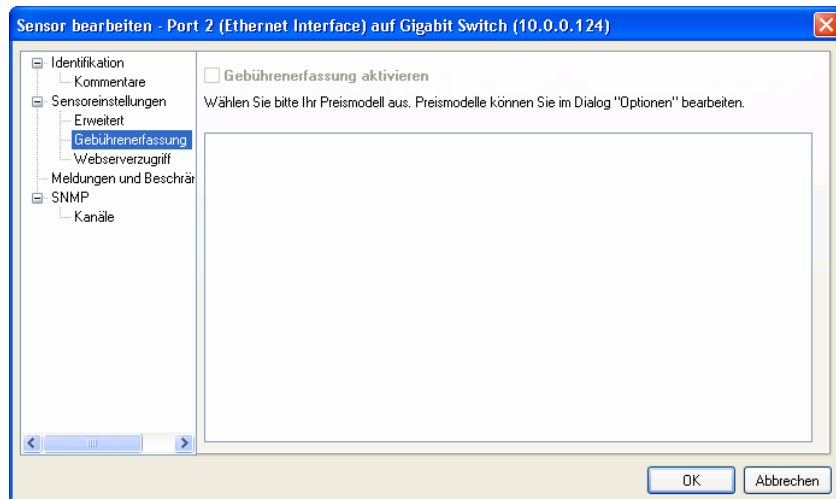 Sensor bearbeiten - Port 2 (Ethernet Interface) auf Gigabit Switch (10.0.0.124)
Identifikation
Kommentare
Sensoreinstellungen
Erweitert
Gebührenerfassung
Webserverzugriff
Meldungen und Beschrär
SNMP
Kanäle
Gebührenerfassung aktivieren
Wählen Sie bitte Ihr Preismodell aus. Preismodelle können Sie im Dialog "Optionen" bearbeiten.
OK
Abbrechen